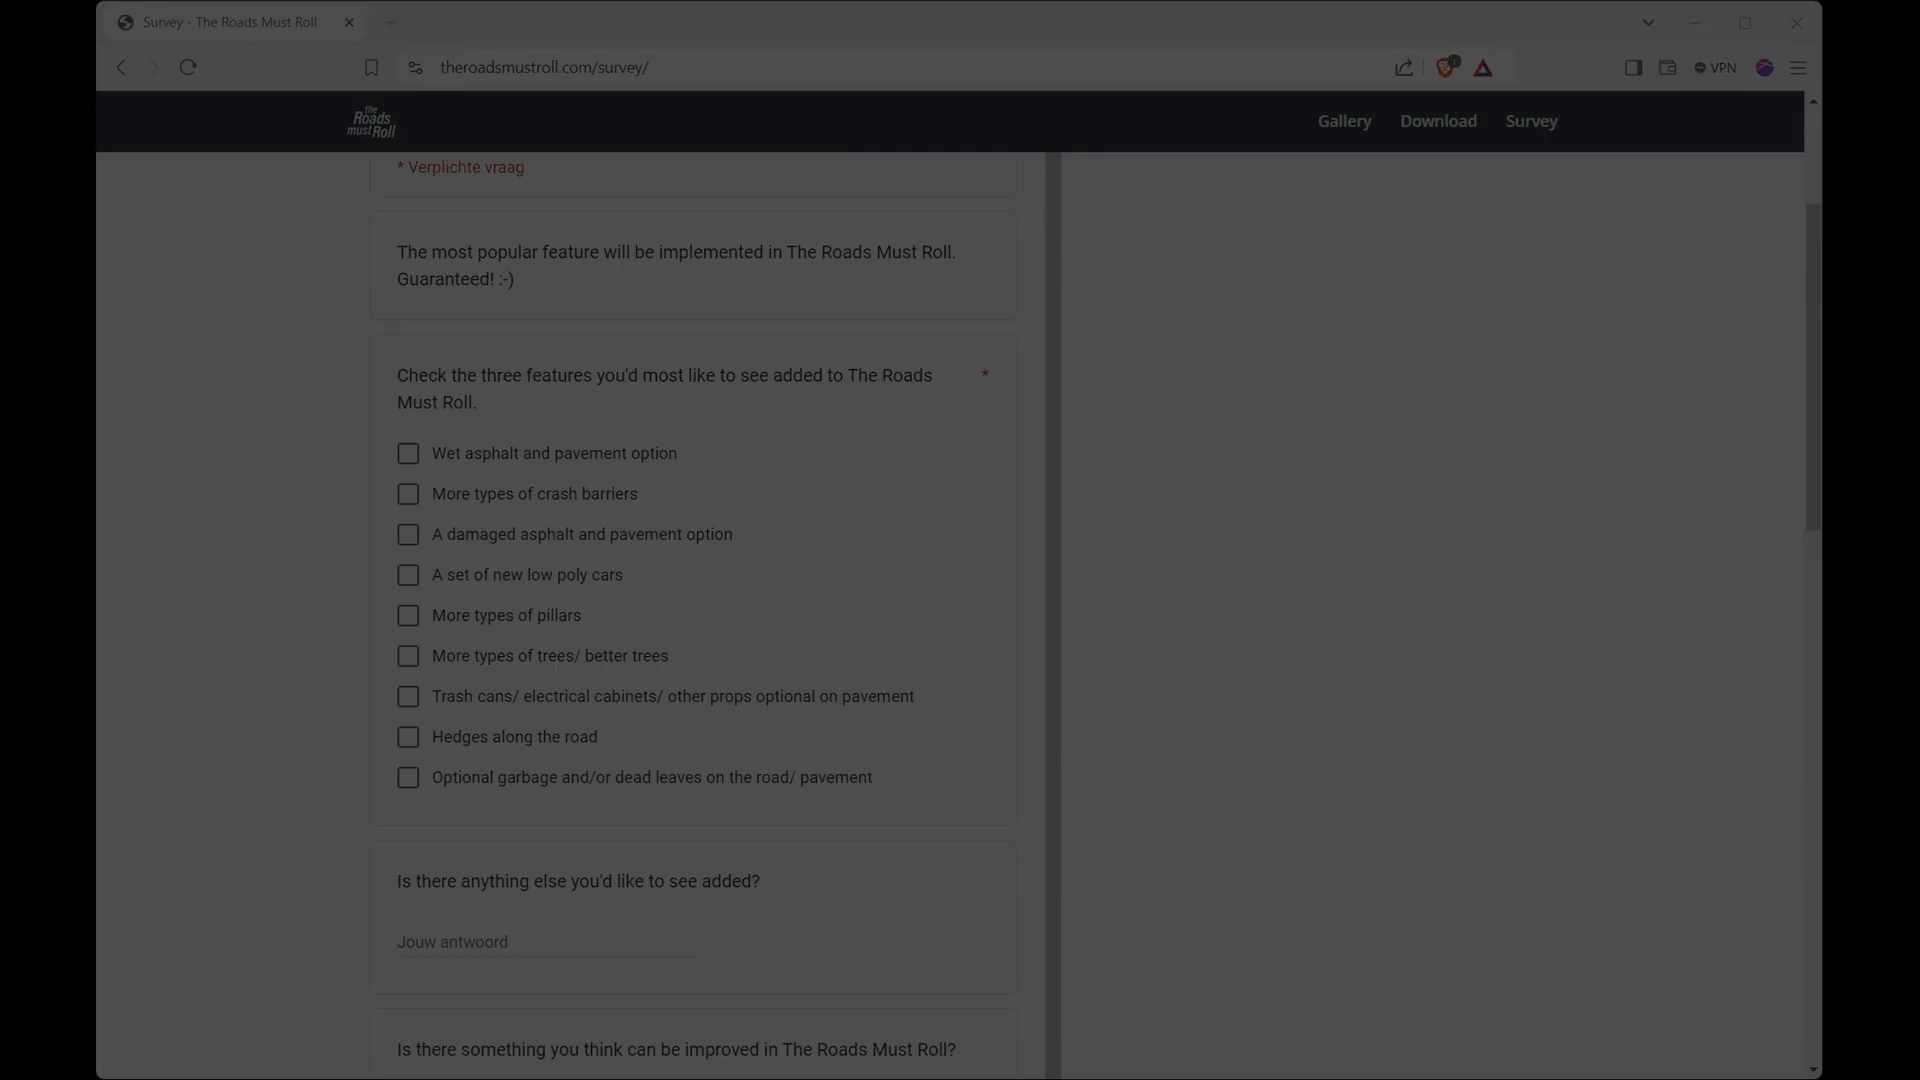 Survey - The Roads Must Roll
theroadsmustroll.com/survey/
1
VPN
the
Roads
must Roll
Gallery
Download
Survey
* Verplichte vraag
The most popular feature will be implemented in The Roads Must Roll.
Guaranteed! :-)
Check the three features you'd most like to see added to The Roads *
Must Roll.
Wet asphalt and pavement option
More types of crash barriers
A damaged asphalt and pavement option
A set of new low poly cars
More types of pillars
More types of trees/ better trees
Trash cans/ electrical cabinets/ other props optional on pavement
Hedges along the road
Optional garbage and/or dead leaves on the road/ pavement
Is there anything else you'd like to see added?
Jouw antwoord
Is there something you think can be improved in The Roads Must Roll?